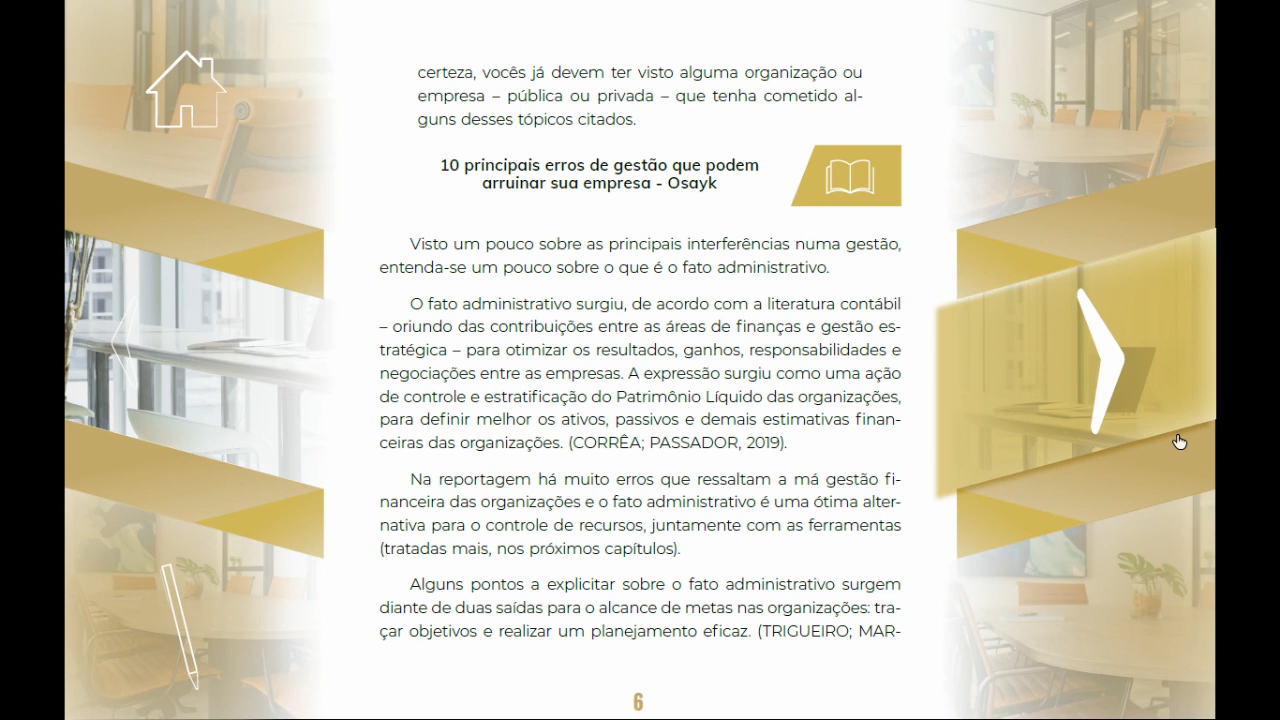 certeza, vocês já devem ter visto alguma organização ou
empresa – pública ou privada – que tenha cometido al-
guns desses tópicos citados.
10 principais erros de gestão que podem
arruinar sua empresa - Osayk
Visto um pouco sobre as principais interferências numa gestão,
entenda-se um pouco sobre o que é o fato administrativo.
O fato administrativo surgiu, de acordo com a literatura contábil
– oriundo das contribuições entre as áreas de finanças e gestão es-
tratégica – para otimizar os resultados, ganhos, responsabilidades e
negociações entre as empresas. A expressão surgiu como uma ação
de controle e estratificação do Patrimônio Líquido das organizações,
para definir melhor os ativos, passivos e demais estimativas finan-
ceiras das organizações. (CORRÊA; PASSADOR, 2019).
Na reportagem há muito erros que ressaltam a má gestão fi-
nanceira das organizações e o fato administrativo é uma ótima alter-
nativa para o controle de recursos, juntamente com as ferramentas
(tratadas mais, nos próximos capítulos).
Alguns pontos a explicitar sobre o fato administrativo surgem
diante de duas saídas para o alcance de metas nas organizações: tra-
çar objetivos e realizar um planejamento eficaz. (TRIGUEIRO; MAR-
6